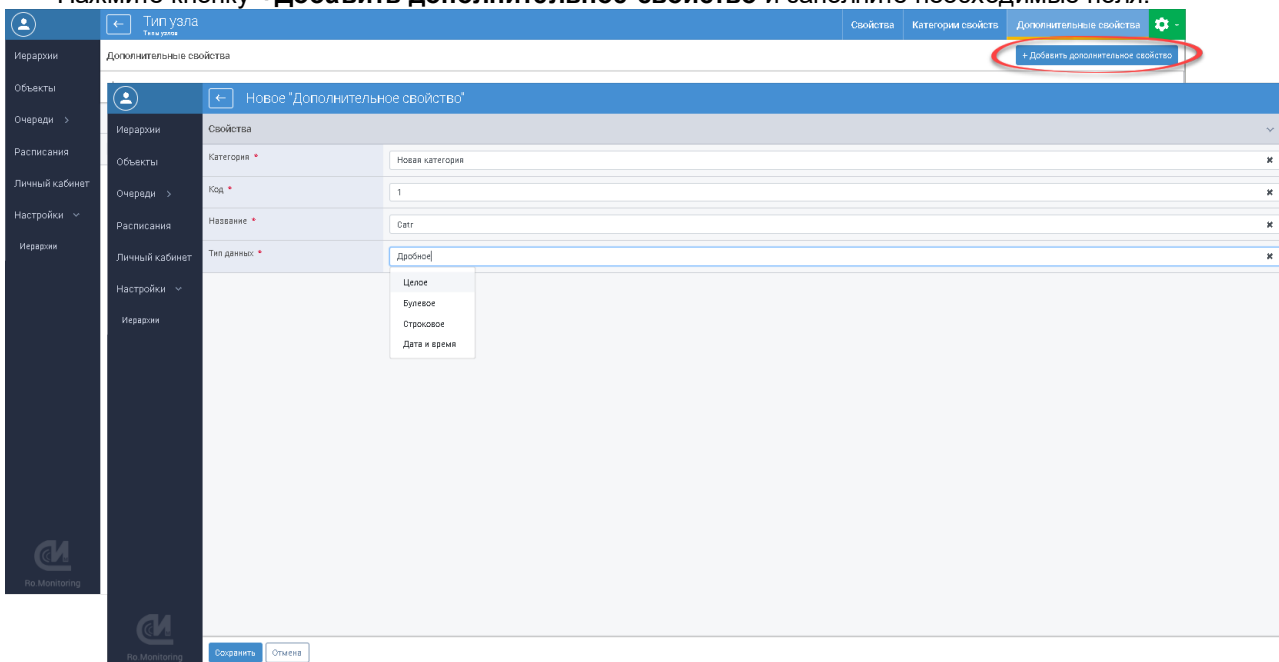 Нажмите кнопку +Добавить дополнительное свойство и заполните необходимые поля.
Тип узла
Типы узлов
Свойства Категории свойств Дополнительные свойства
Дополнительные свойства
+ Добавить дополнительное свойство
Иерархии
Объекты
Очереди
Расписания
Личный кабинет
Настройки
Иерархии
Ro.Monitoring
Новое "Дополнительное свойство"
Иерархии
Объекты
Очереди
Расписания
Личный кабинет
Настройки
Иерархии
Ro.Monitoring
Свойства
Категория * Новая категория
Код * 1
Название * Catr
Тип данных * Дробное
Целое
Булевое
Строковое
Дата и время
Сохранить Отмена